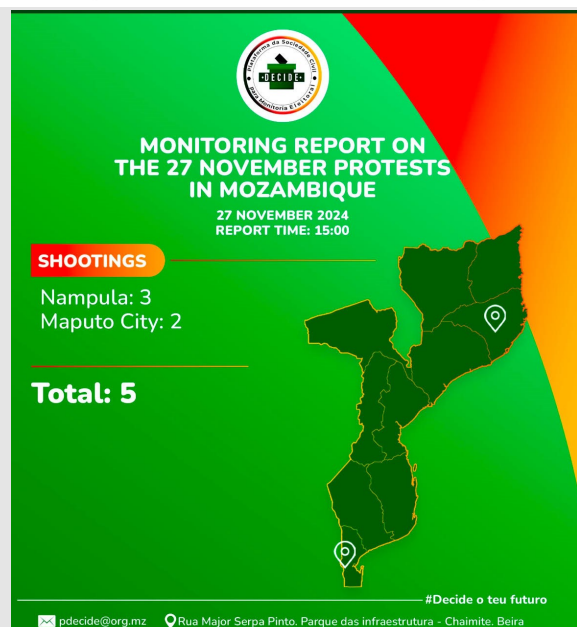 Plataforma da Sociedade Civil
DECIDE
para Monitoria Eleitoral
MONITORING REPORT ON
THE 27 NOVEMBER PROTESTS
IN MOZAMBIQUE
27 NOVEMBER 2024
REPORT TIME: 15:00
SHOOTINGS
Nampula: 3
Maputo City: 2
Total: 5
#Decide o teu futuro
pdecide@org.mz Rua Major Serpa Pinto. Parque das infraestrutura - Chaimite. Beira